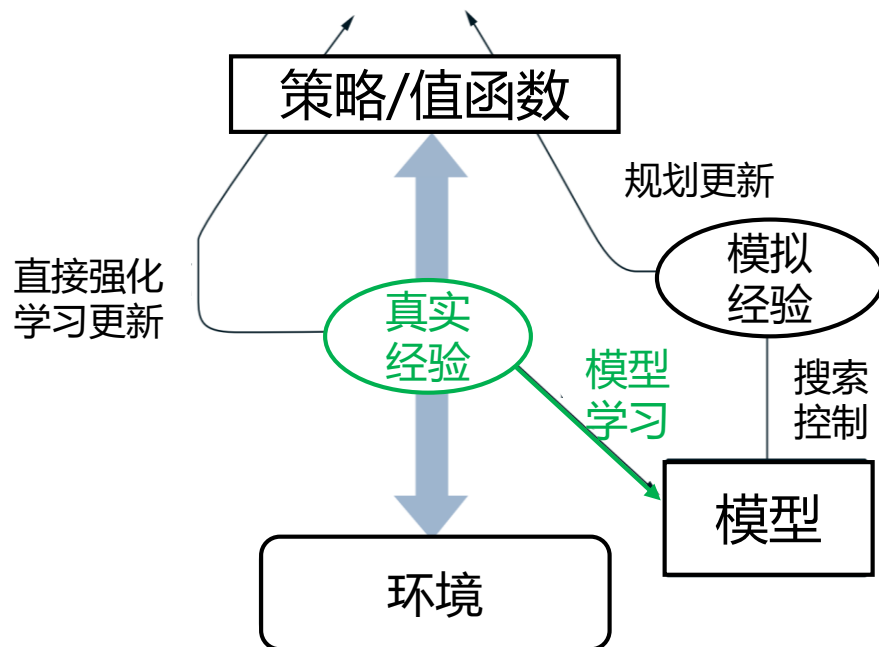 策略/值函数
规划更新
模拟
经验
直接强化
学习更新
真实
经验
模型
学习
搜索
控制
模型
环境